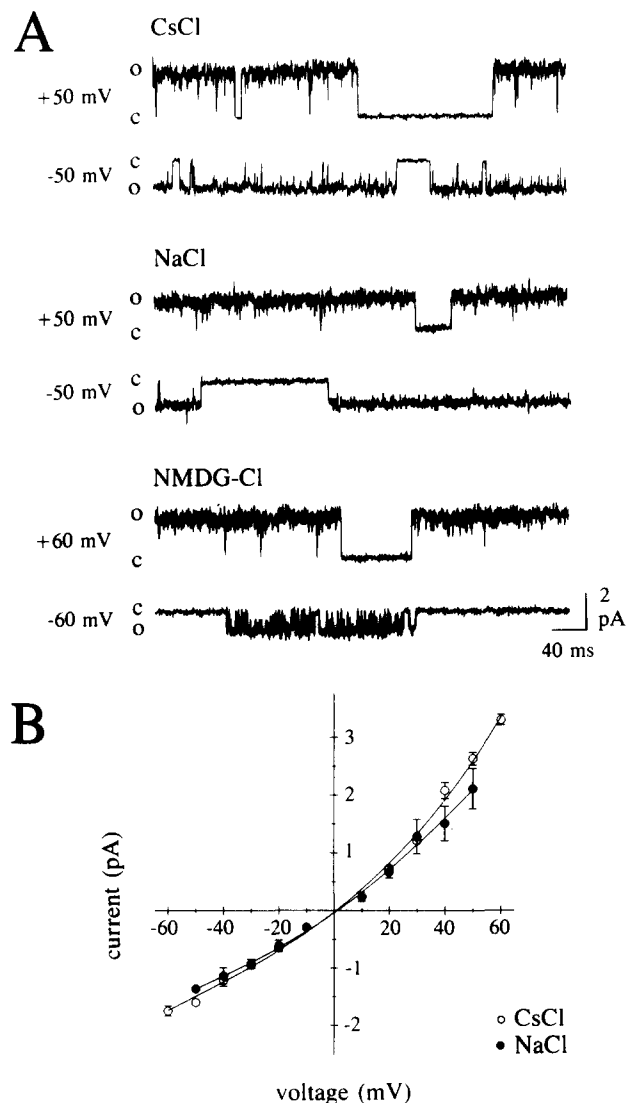 A
CsCl
o
+50 mV
c
c
-50 mV
o
NaCl
o
+50 mV
c
c
-50 mV
o
NMDG-Cl
o
+60 mV
c
c
-60 mV
o
2
pA
40 ms
B
3
2
1
-60 -40 -20 20 40 60
-1
-2
current (pA)
○ CsCl
● NaCl
voltage (mV)